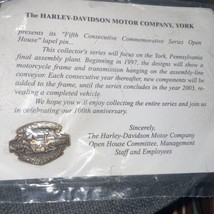 The HARLEY-DAVIDSON MOTOR COMPANY, YORK
presents its "Fifth Consecutive Commemorative Series Open
House" lapel pin...
This collector's series will focus on the York, Pennsylvania
final assembly plant. Beginning in 1997, the designs will show a
motorcycle frame and transmission hanging on the assembly-line
conveyor. Each consecutive year thereafter, new components will be
added to the frame, until the series concludes in the year 2003, re-
vealing a completed vehicle.
We hope you will enjoy collecting the entire series and join us
in celebrating our 100th anniversary.
Sincerely,
The Harley-Davidson Motor Company
Open House Committee, Management
Staff and Employees